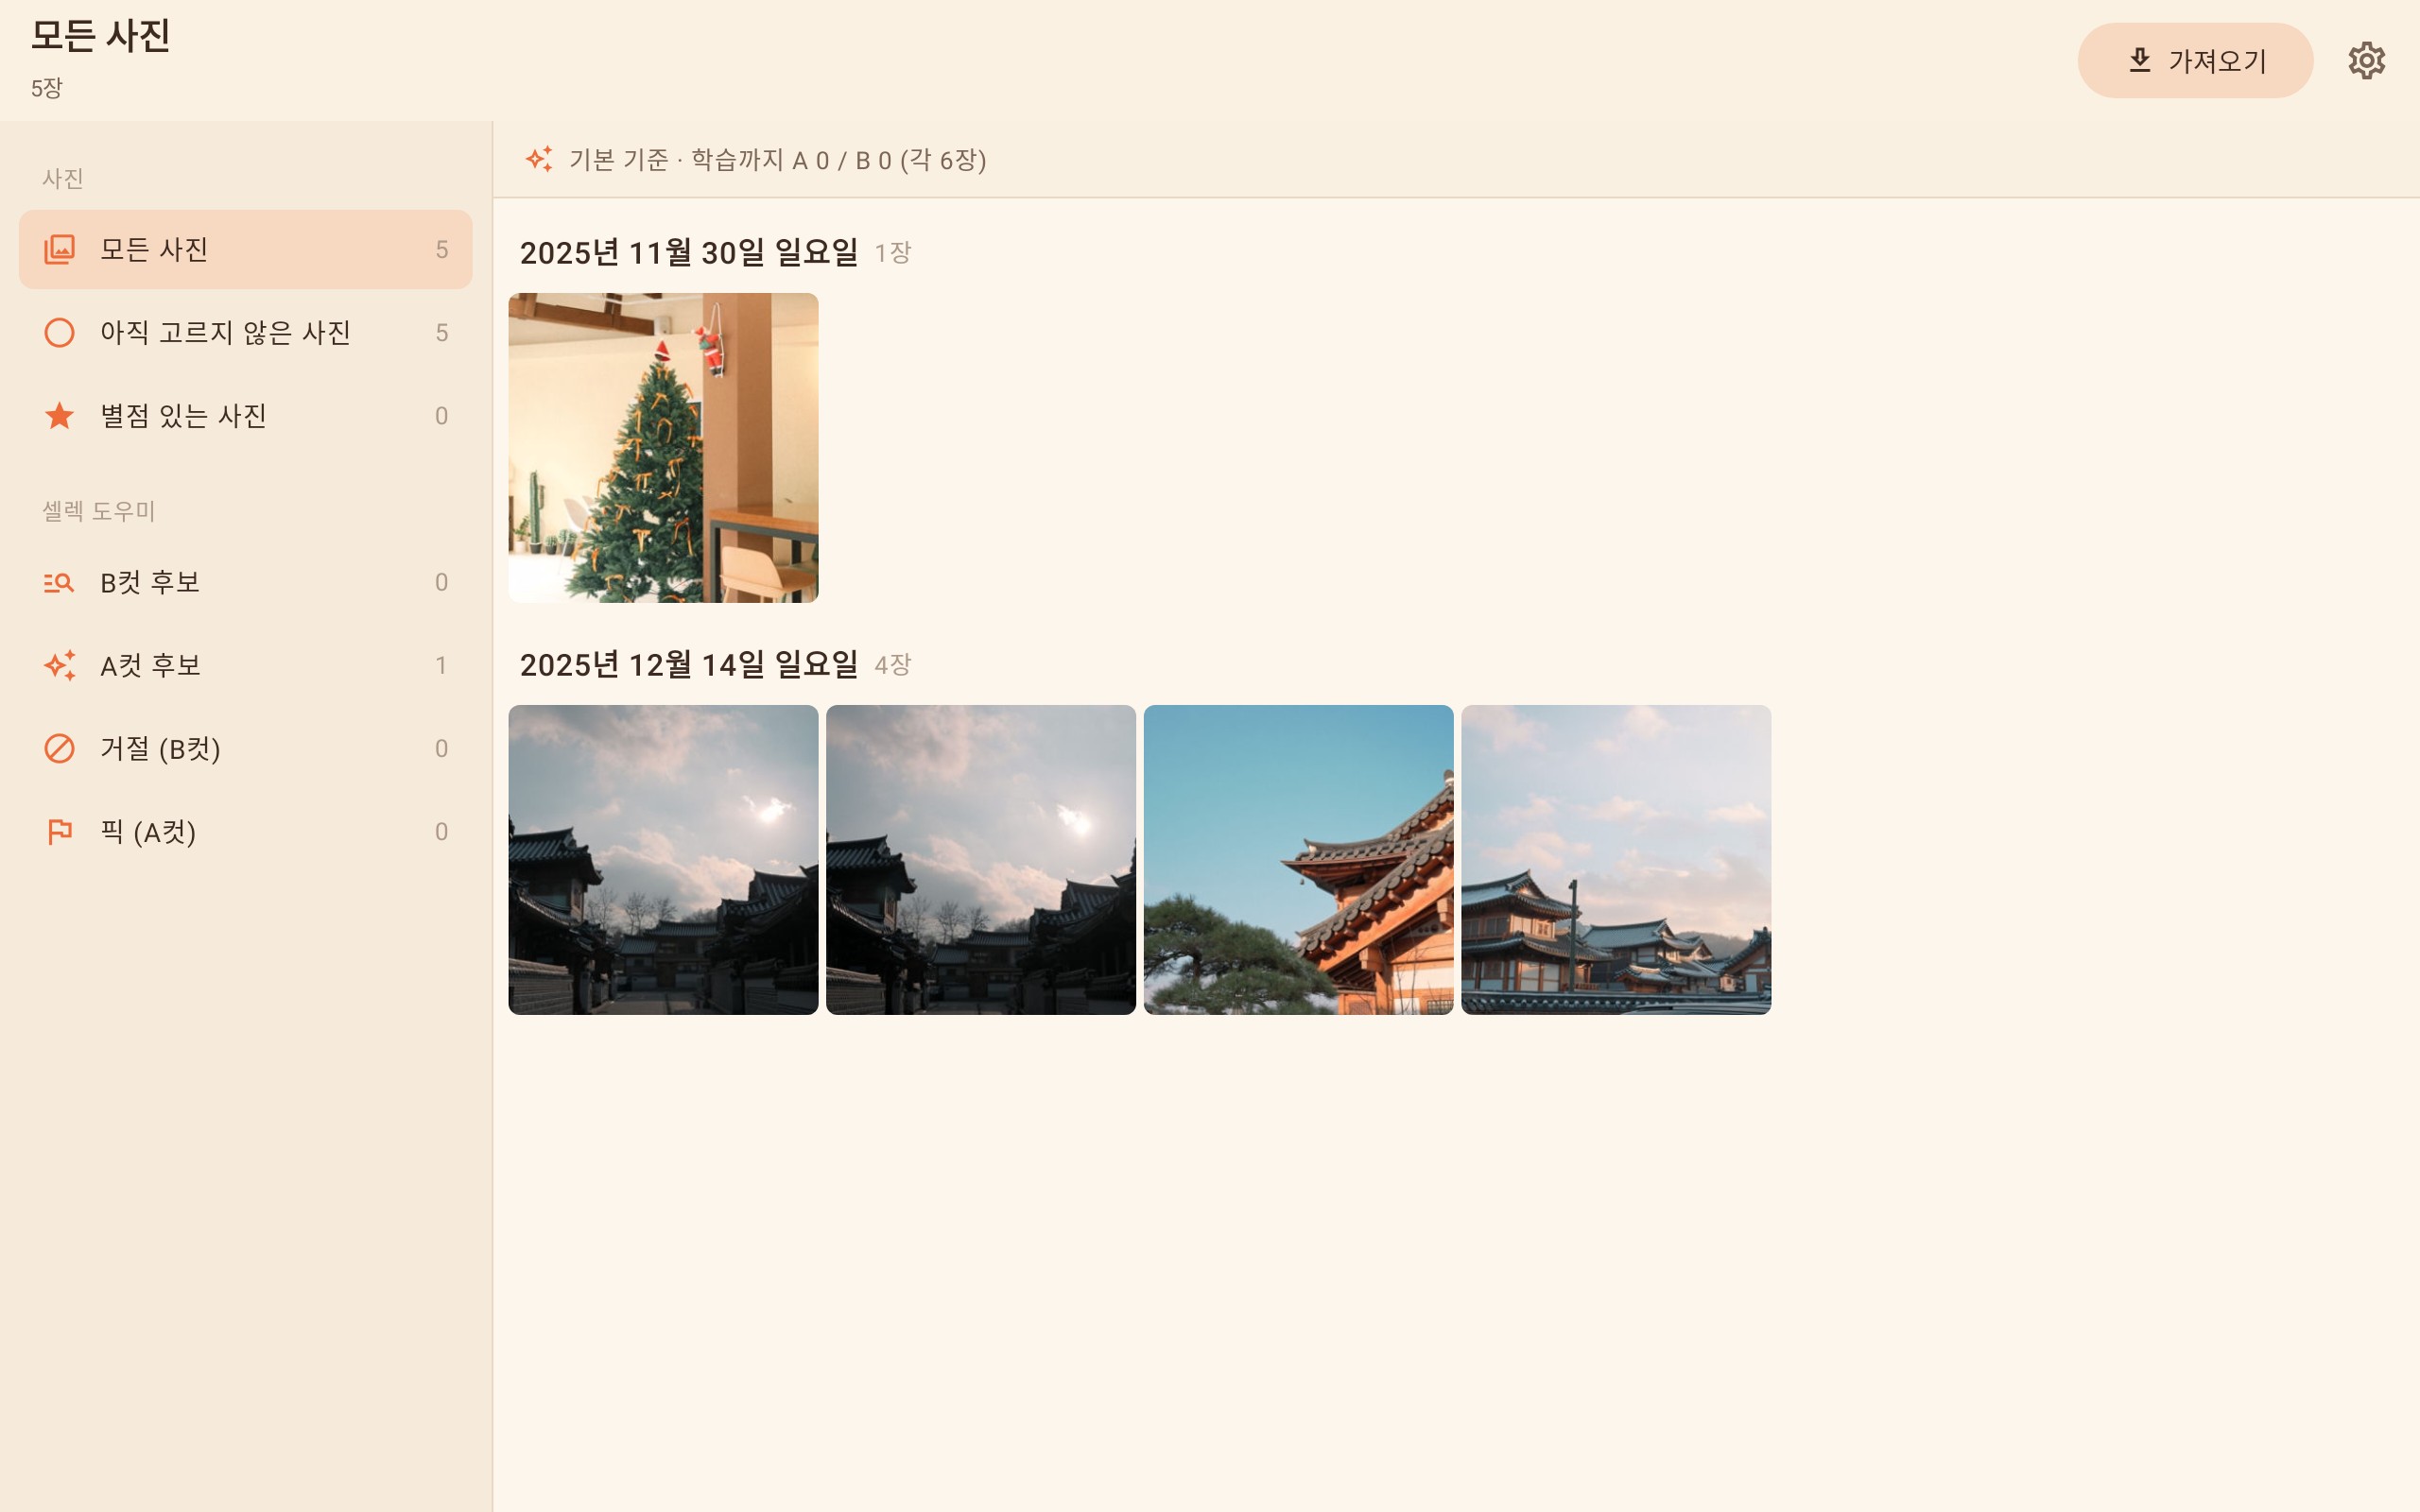 모든 사진
5장
가져오기
사진
모든 사진 5
아직 고르지 않은 사진 5
별점 있는 사진 0
셀렉 도우미
B컷 후보 0
A컷 후보 1
거절 (B컷) 0
픽 (A컷) 0
기본 기준 · 학습까지 A 0 / B 0 (각 6장)
2025년 11월 30일 일요일 1장
2025년 12월 14일 일요일 4장